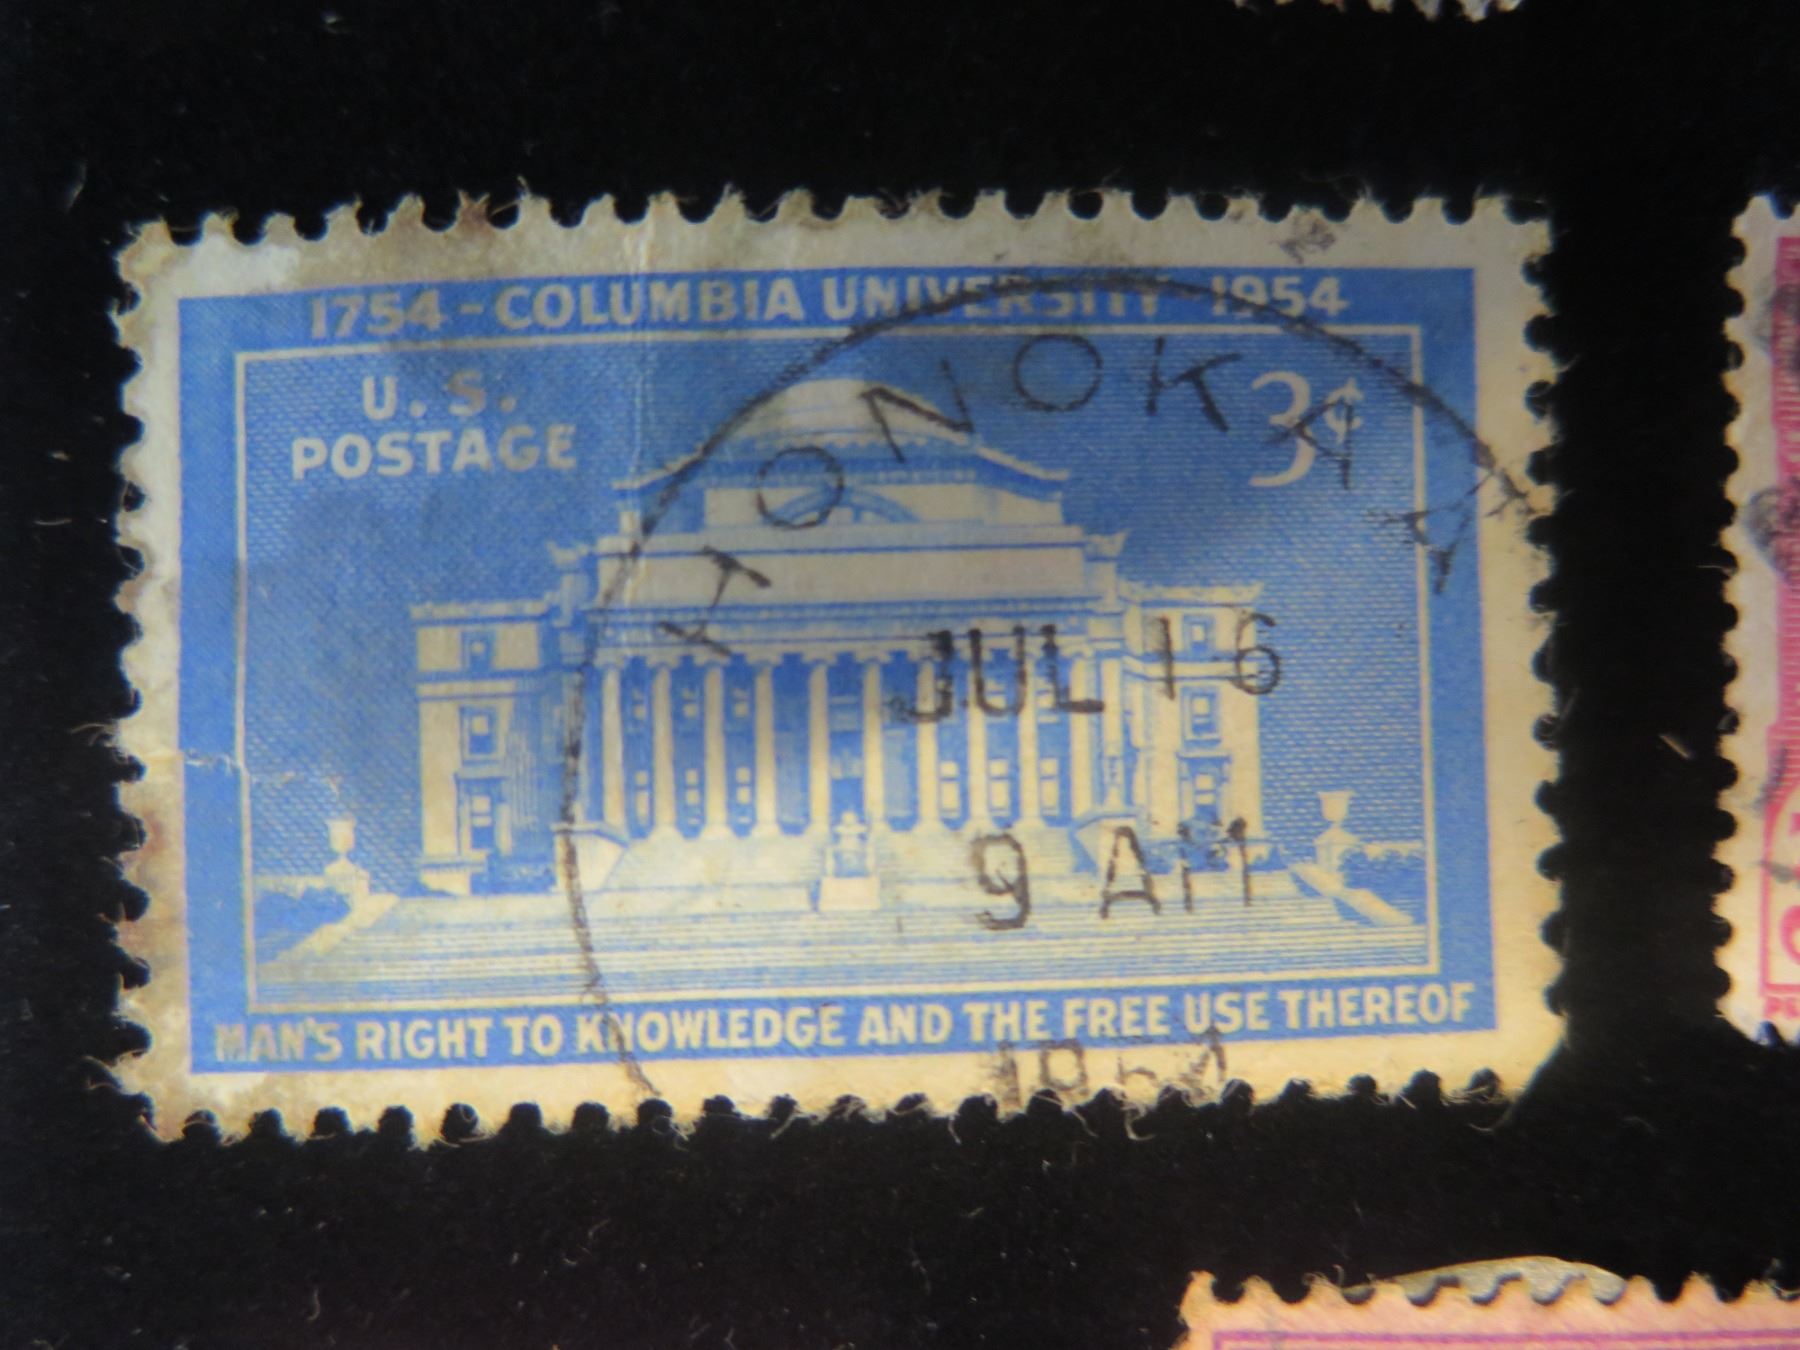 1754 - COLUMBIA UNIVERSITY - 1954
U. S.
POSTAGE
3¢
HONOKAA
JUL 16
9 AM
MAN'S RIGHT TO KNOWLEDGE AND THE FREE USE THEREOF